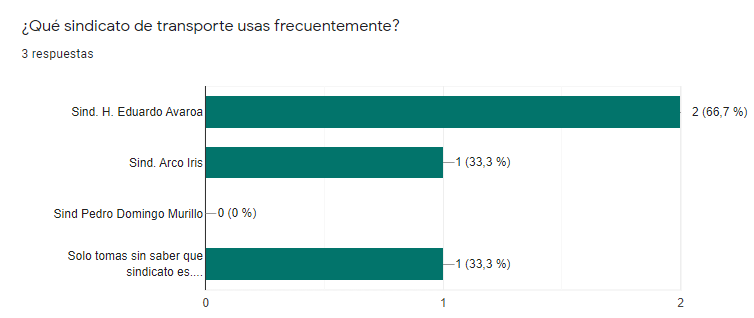 ¿Qué sindicato de transporte usas frecuentemente?
3 respuestas
Sind. H. Eduardo Avaroa
2 (66,7 %)
Sind. Arco Iris
1 (33,3 %)
Sind Pedro Domingo Murillo
0 (0 %)
Solo tomas sin saber que
sindicato es....
1 (33,3 %)
0
1
2